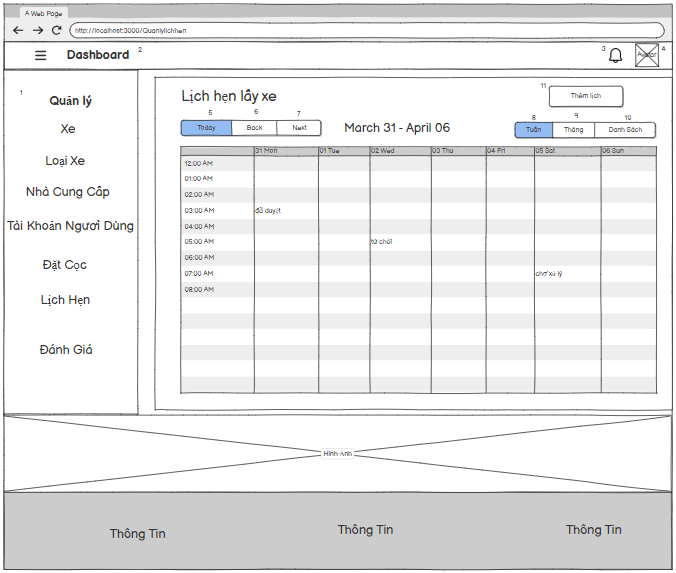 A Web Page
http://localhost:3000/Quanlylichhen
Dashboard 2
3 4
Avatar
1
Quản lý
Xe
Loại Xe
Nhà Cung Cấp
Tài Khoản Người Dùng
Đặt Cọc
Lịch Hẹn
Đánh Giá
Lịch hẹn lấy xe
11
Thêm lịch
5 6 7
Today Back Next
March 31 - April 06
8 9 10
Tuần Tháng Danh Sách
31 Mon 01 Tue 02 Wed 03 Thu 04 Fri 05 Sat 06 Sun
12:00 AM
01:00 AM
02:00 AM
03:00 AM đã duyệt
04:00 AM
05:00 AM từ chối
06:00 AM
07:00 AM chờ xử lý
08:00 AM
Hình Ảnh
Thông Tin Thông Tin Thông Tin